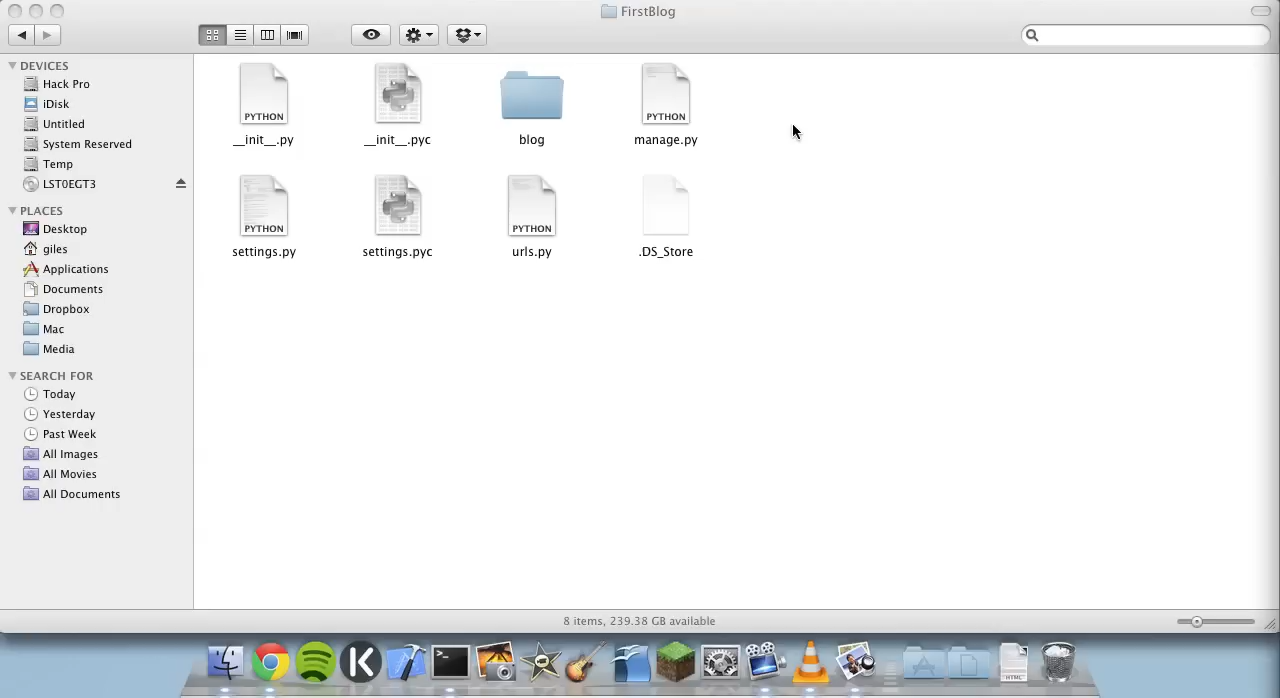 FirstBlog
DEVICES
Hack Pro
iDisk
Untitled
System Reserved
Temp
LST0EGT3
PLACES
Desktop
giles
Applications
Documents
Dropbox
Mac
Media
SEARCH FOR
Today
Yesterday
Past Week
All Images
All Movies
All Documents
PYTHON
PYTHON
__init__.py __init__.pyc blog manage.py
PYTHON
PYTHON
settings.py settings.pyc urls.py .DS_Store
8 items, 239.38 GB available
HTML